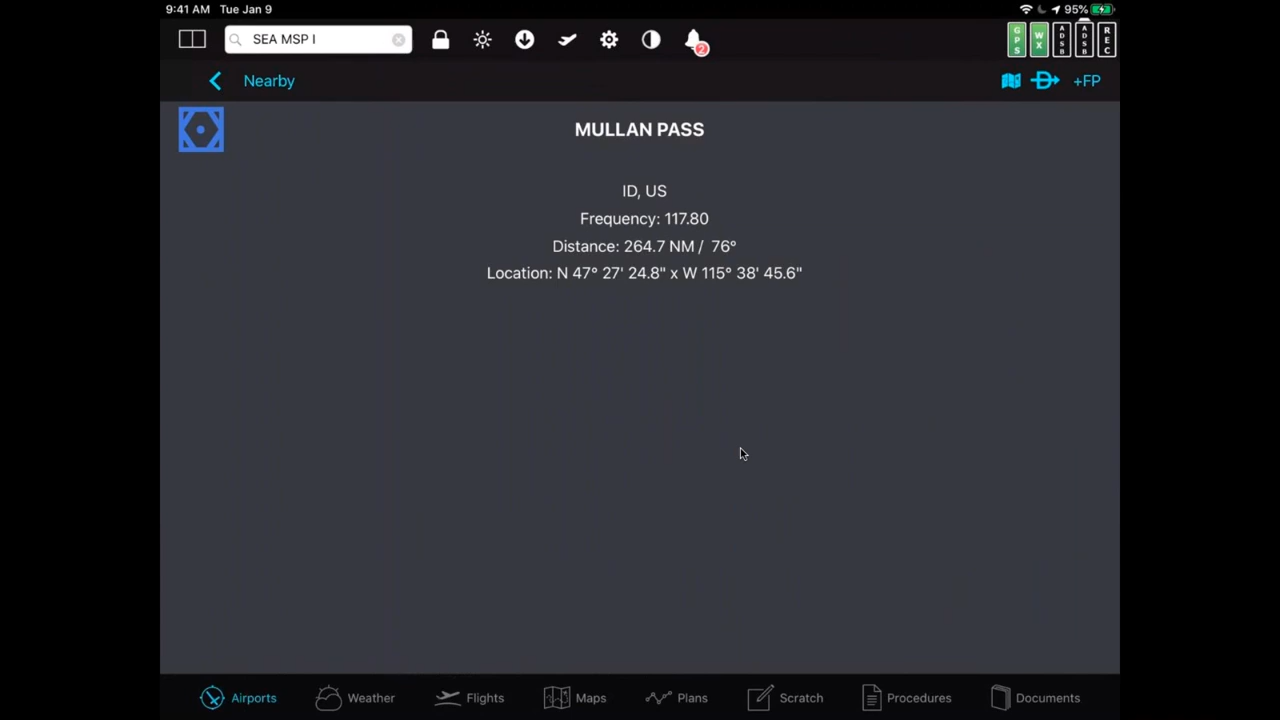 9:41 AM Tue Jan 9 95%
SEA MSP I 2 GPS WX ADSB ADSB REC
Nearby +FP
MULLAN PASS
ID, US
Frequency: 117.80
Distance: 264.7 NM / 76º
Location: N 47° 27' 24.8" x W 115° 38' 45.6"
Airports Weather Flights Maps Plans Scratch Procedures Documents